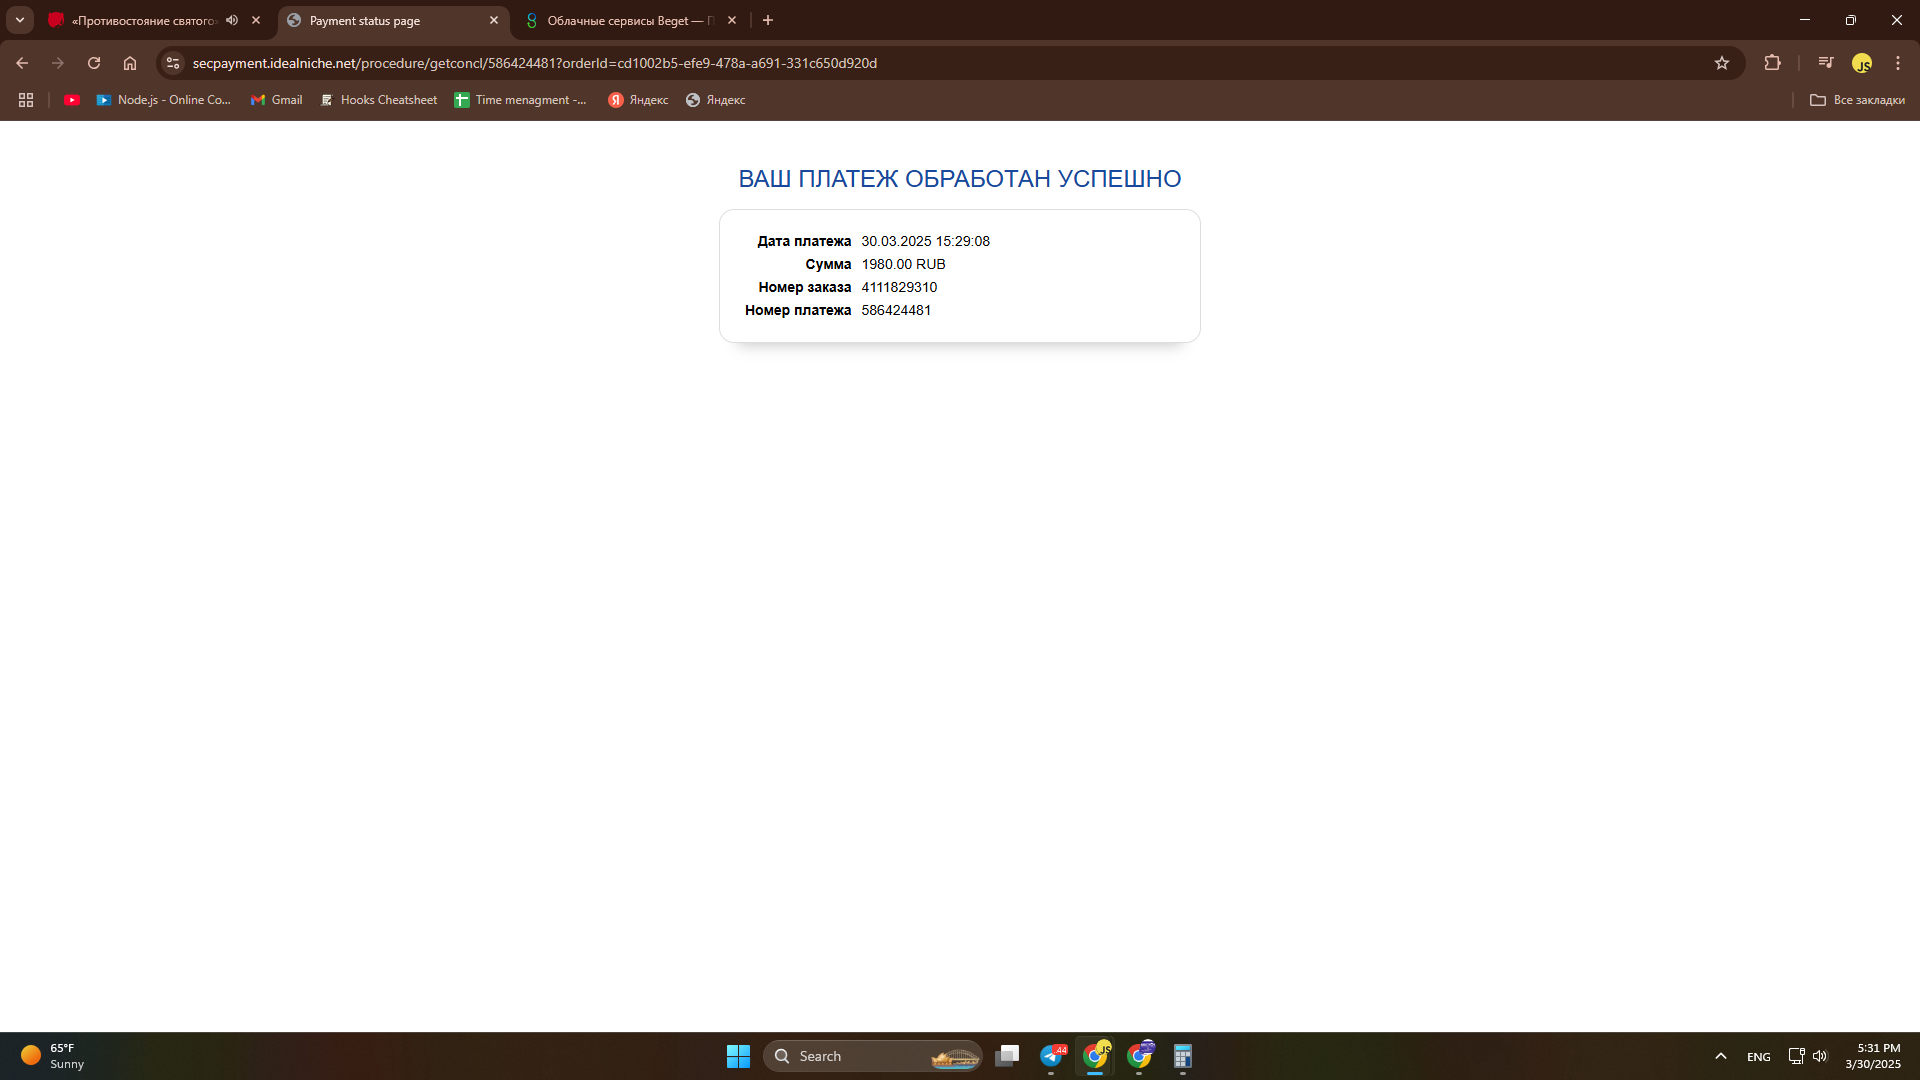 «Противостояние святого»
Payment status page
Облачные сервисы Beget — П
secpayment.idealniche.net/procedure/getconcl/586424481?orderId=cd1002b5-efe9-478a-a691-331c650d920d
Node.js - Online Co...
Gmail
Hooks Cheatsheet
Time menagment -...
Яндекс
Яндекс
Все закладки
ВАШ ПЛАТЕЖ ОБРАБОТАН УСПЕШНО
Дата платежа 30.03.2025 15:29:08
Сумма 1980.00 RUB
Номер заказа 4111829310
Номер платежа 586424481
65°F
Sunny
Search
44
JS
ENG
5:31 PM
3/30/2025